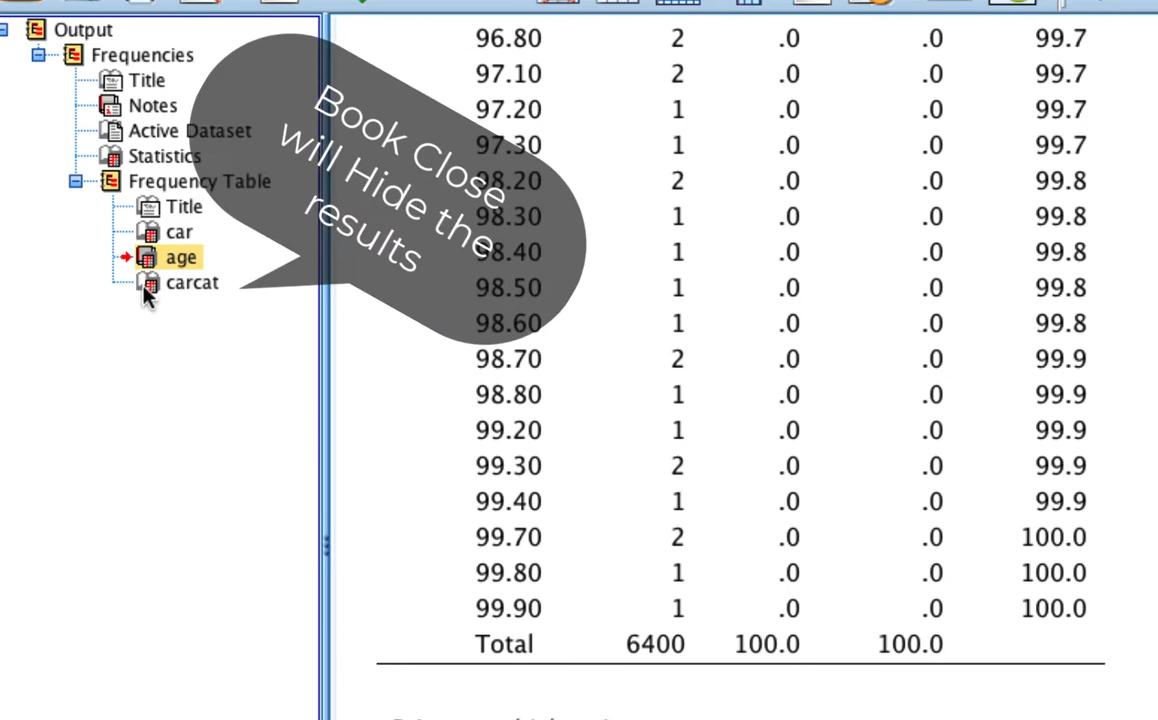 Output
Frequencies
Title
Notes
Active Dataset
Statistics
Frequency Table
Title
car
age
carcat
Book Close
will Hide the
results
96.80 2 .0 .0 99.7
97.10 2 .0 .0 99.7
97.20 1 .0 .0 99.7
97.30 1 .0 .0 99.7
98.20 2 .0 .0 99.8
98.30 1 .0 .0 99.8
98.40 1 .0 .0 99.8
98.50 1 .0 .0 99.8
98.60 1 .0 .0 99.8
98.70 2 .0 .0 99.9
98.80 1 .0 .0 99.9
99.20 1 .0 .0 99.9
99.30 2 .0 .0 99.9
99.40 1 .0 .0 99.9
99.70 2 .0 .0 100.0
99.80 1 .0 .0 100.0
99.90 1 .0 .0 100.0
Total 6400 100.0 100.0